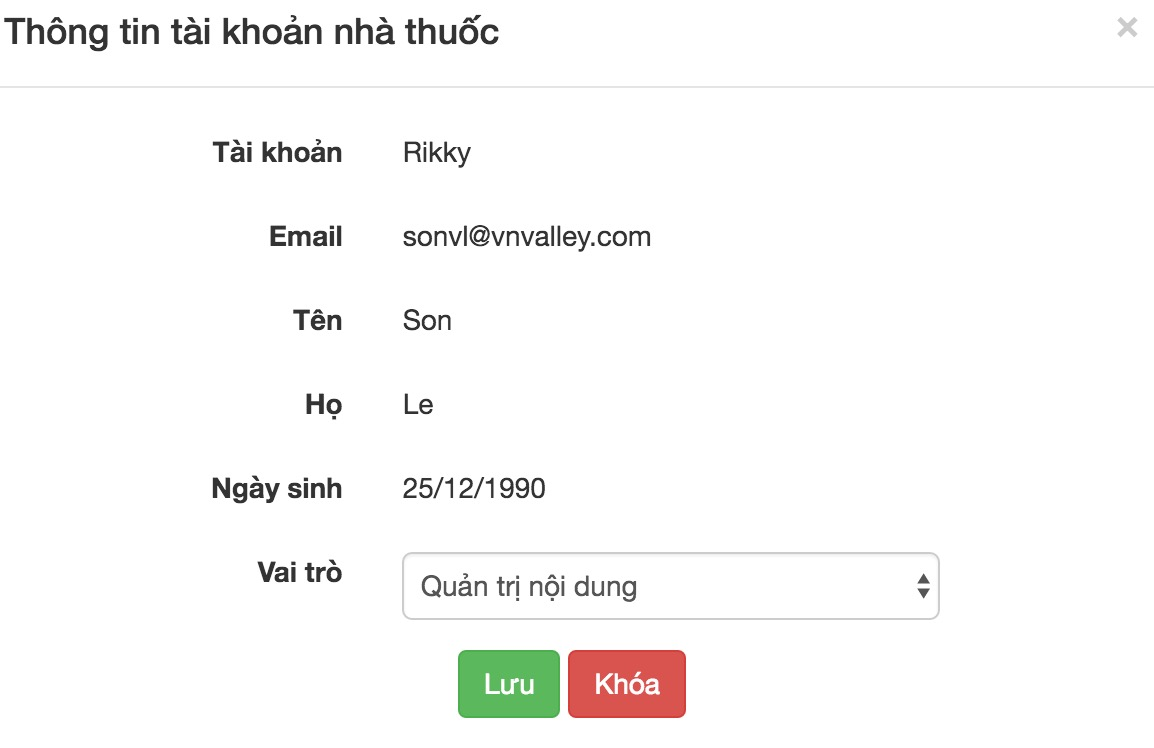 Thông tin tài khoản nhà thuốc ×
Tài khoản Rikky
Email sonvl@vnvalley.com
Tên Son
Họ Le
Ngày sinh 25/12/1990
Vai trò Quản trị nội dung
Lưu Khóa